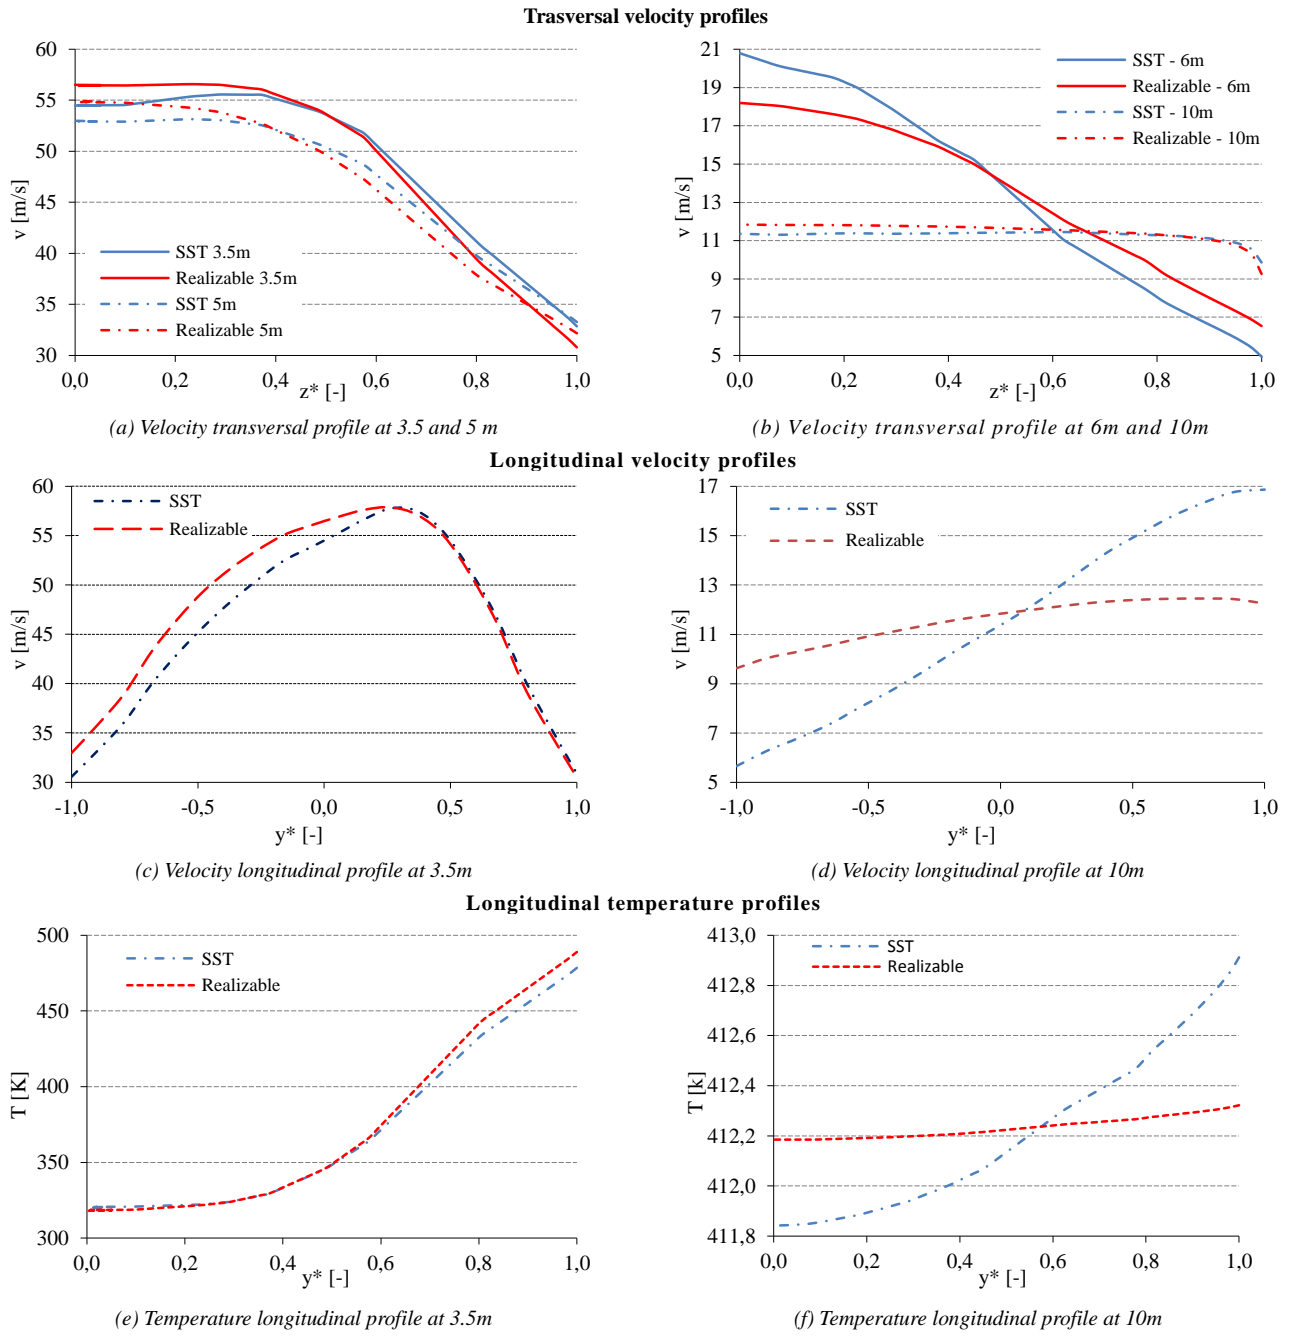 Trasversal velocity profiles
60
55
50
45
40
35
30
v [m/s]
SST 3.5m
Realizable 3.5m
SST 5m
Realizable 5m
0,0 0,2 0,4 0,6 0,8 1,0
z* [-]
(a) Velocity transversal profile at 3.5 and 5 m
21
19
17
15
13
11
9
7
5
v [m/s]
SST - 6m
Realizable - 6m
SST - 10m
Realizable - 10m
0,0 0,2 0,4 0,6 0,8 1,0
z* [-]
(b) Velocity transversal profile at 6m and 10m
Longitudinal velocity profiles
60
55
50
45
40
35
30
v [m/s]
SST
Realizable
-1,0 -0,5 0,0 0,5 1,0
y* [-]
(c) Velocity longitudinal profile at 3.5m
17
15
13
11
9
7
5
v [m/s]
SST
Realizable
-1,0 -0,5 0,0 0,5 1,0
y* [-]
(d) Velocity longitudinal profile at 10m
Longitudinal temperature profiles
500
450
400
350
300
T [K]
SST
Realizable
0,0 0,2 0,4 0,6 0,8 1,0
y* [-]
(e) Temperature longitudinal profile at 3.5m
413,0
412,8
412,6
412,4
412,2
412,0
411,8
T [k]
SST
Realizable
0,0 0,2 0,4 0,6 0,8 1,0
y* [-]
(f) Temperature longitudinal profile at 10m